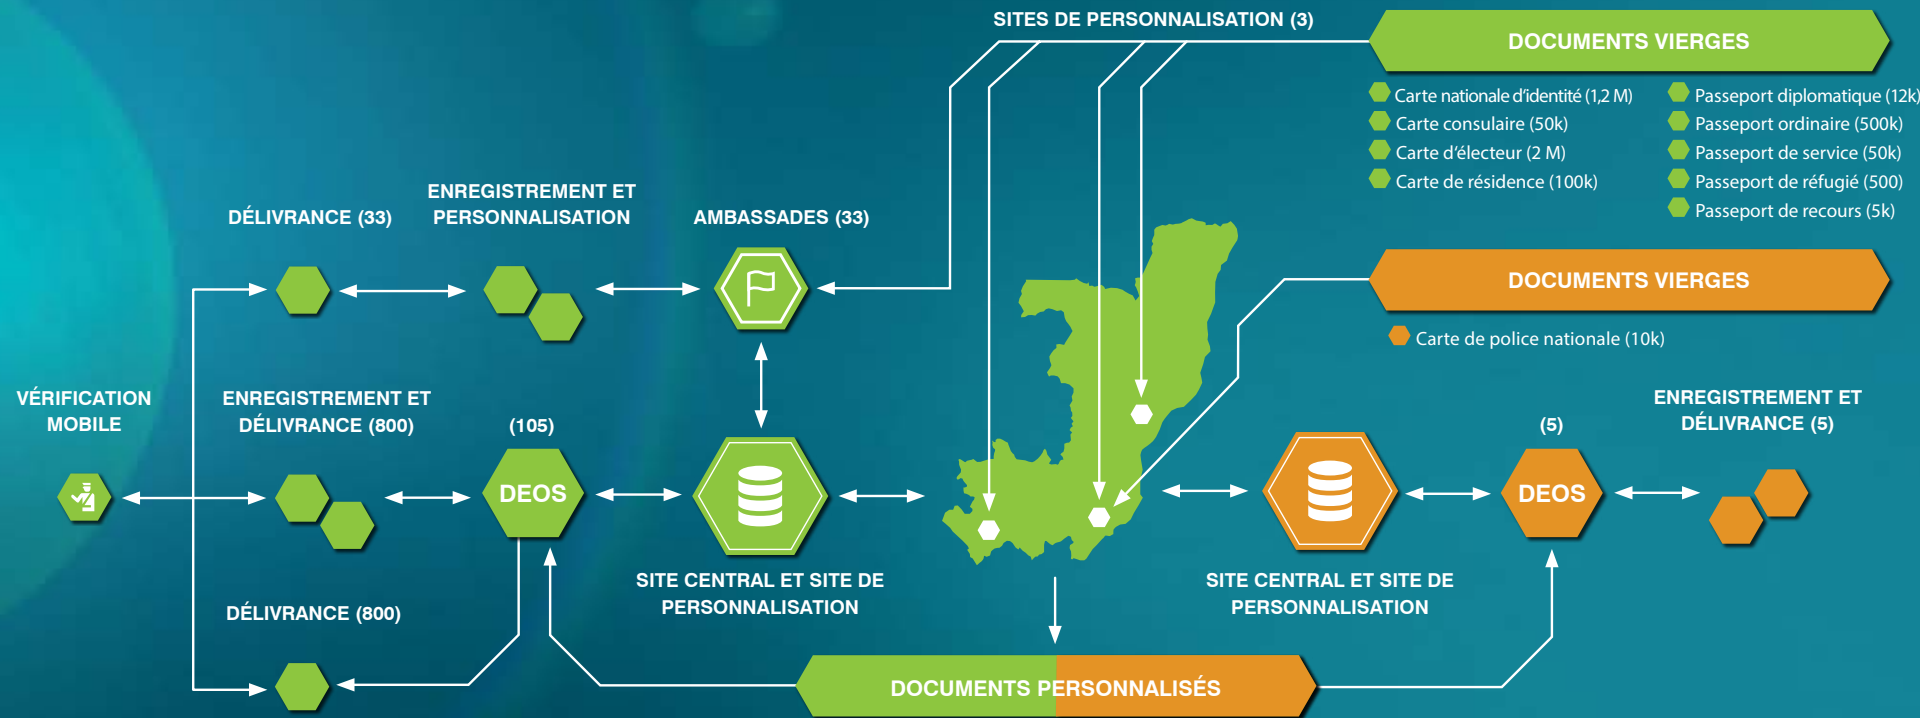 SITES DE PERSONNALISATION (3)
DOCUMENTS VIERGES
Carte nationale d'identité (1,2 M)
Carte consulaire (50k)
Carte d'électeur (2 M)
Carte de résidence (100k)
Passeport diplomatique (12k)
Passeport ordinaire (500k)
Passeport de service (50k)
Passeport de réfugié (500)
Passeport de recours (5k)
DÉLIVRANCE (33)
ENREGISTREMENT ET
PERSONNALISATION
AMBASSADES (33)
DOCUMENTS VIERGES
Carte de police nationale (10k)
VÉRIFICATION
MOBILE
ENREGISTREMENT ET
DÉLIVRANCE (800)
(105)
DEOS
SITE CENTRAL ET SITE DE
PERSONNALISATION
SITE CENTRAL ET SITE DE
PERSONNALISATION
(5)
DEOS
ENREGISTREMENT ET
DÉLIVRANCE (5)
DÉLIVRANCE (800)
DOCUMENTS PERSONNALISÉS